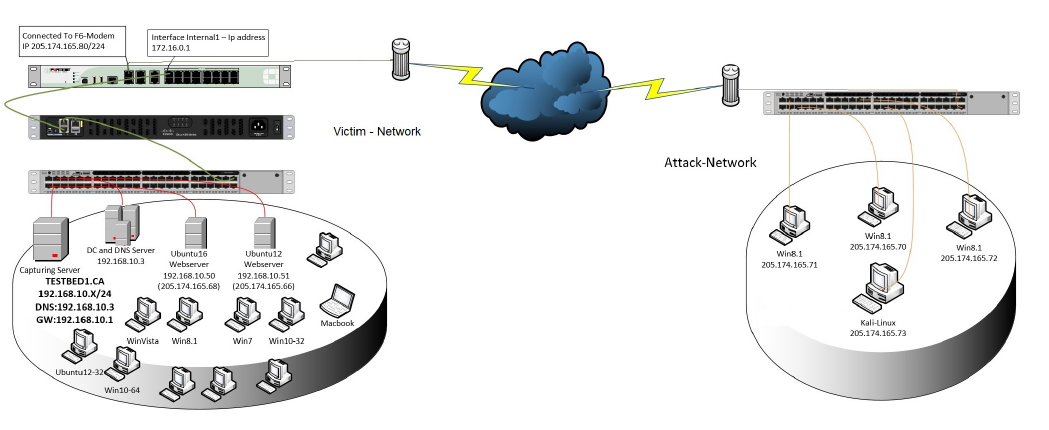 Connected To F6-Modem
IP 205.174.165.80/224
Interface Internal1 – Ip address
172.16.0.1
Victim - Network
Attack-Network
Capturing Server
DC and DNS Server
192.168.10.3
Ubuntu16
Webserver
192.168.10.50
(205.174.165.68)
Ubuntu12
Webserver
192.168.10.51
(205.174.165.66)
TESTBED1.CA
192.168.10.X/24
DNS:192.168.10.3
GW:192.168.10.1
WinVista
Win8.1
Win7
Win10-32
Macbook
Ubuntu12-32
Win10-64
Win8.1
205.174.165.71
Win8.1
205.174.165.70
Win8.1
205.174.165.72
Kali-Linux
205.174.165.73